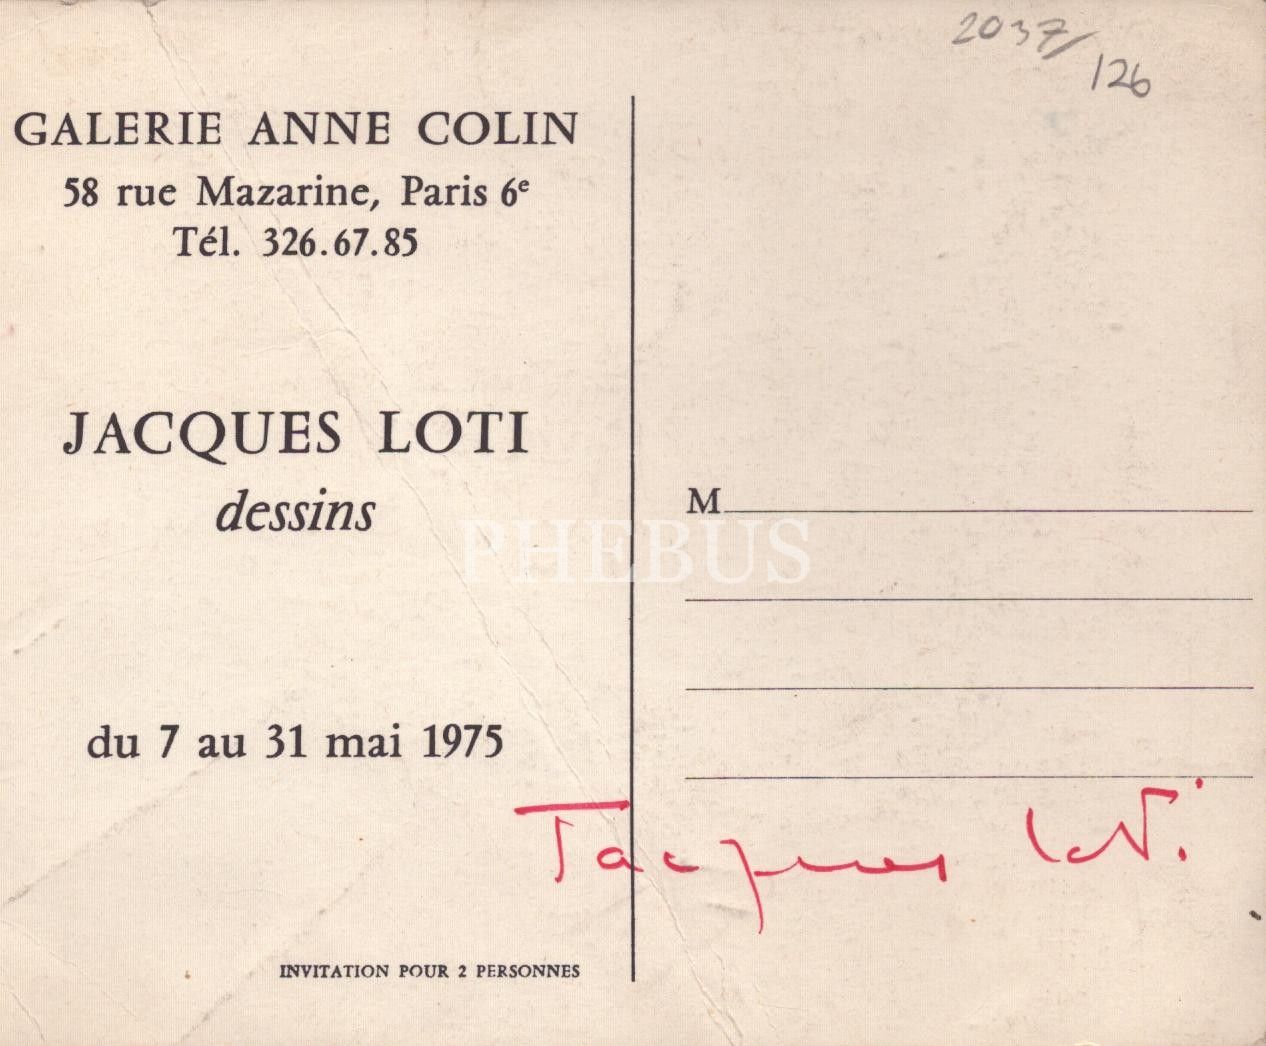 2037/
126
GALERIE ANNE COLIN
58 rue Mazarine, Paris 6e
Tél. 326.67.85
JACQUES LOTI
dessins
du 7 au 31 mai 1975
INVITATION POUR 2 PERSONNES
M
PHEBUS
Jacques Loti